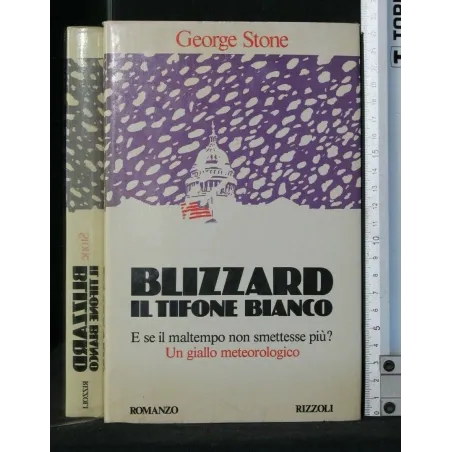 George Stone
BLIZZARD
IL TIFONE BIANCO
E se il maltempo non smettesse più?
Un giallo meteorologico
ROMANZO
RIZZOLI
Stone
IL TIFONE BIANCO
BLIZZARD
RIZZOLI